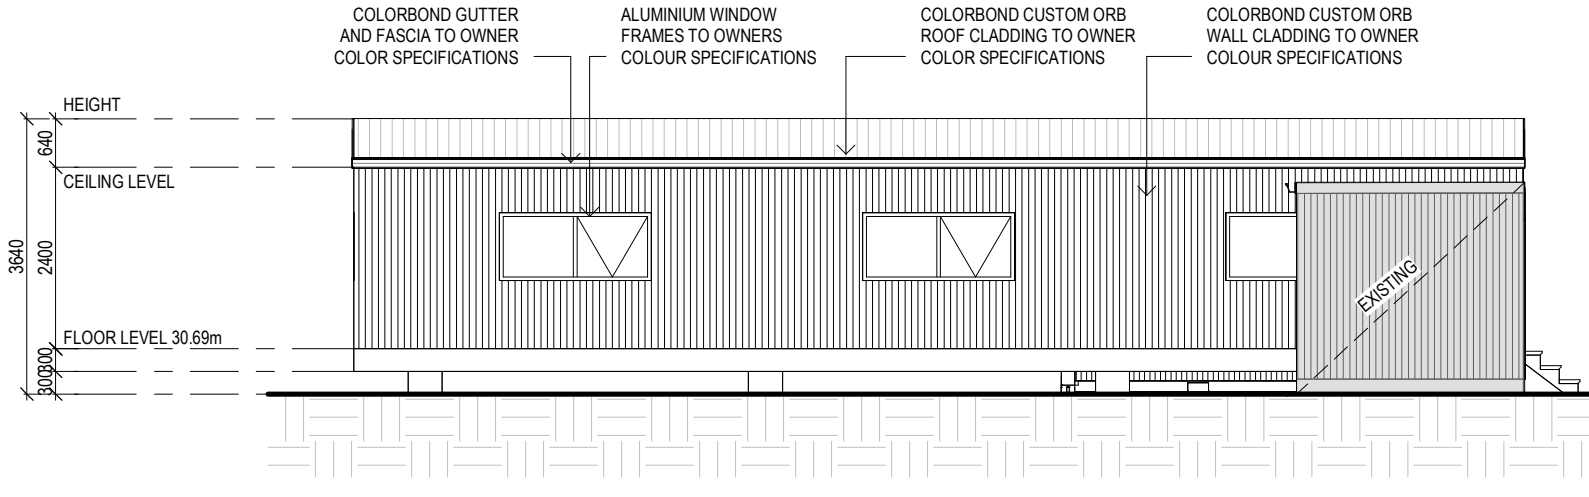 COLORBOND GUTTER
AND FASCIA TO OWNER
COLOR SPECIFICATIONS
ALUMINIUM WINDOW
FRAMES TO OWNERS
COLOUR SPECIFICATIONS
COLORBOND CUSTOM ORB
ROOF CLADDING TO OWNER
COLOR SPECIFICATIONS
COLORBOND CUSTOM ORB
WALL CLADDING TO OWNER
COLOUR SPECIFICATIONS
HEIGHT
640
CEILING LEVEL
3640
2400
FLOOR LEVEL 30.69m
300
300
EXISTING